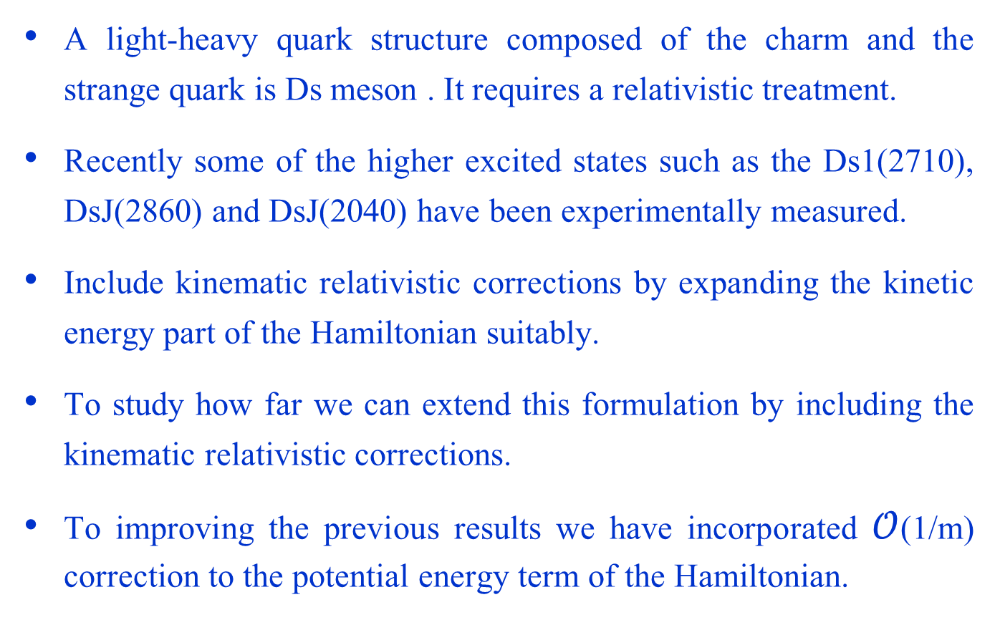 • A light-heavy quark structure composed of the charm and the
strange quark is Ds meson . It requires a relativistic treatment.
• Recently some of the higher excited states such as the Ds1(2710),
DsJ(2860) and DsJ(2040) have been experimentally measured.
• Include kinematic relativistic corrections by expanding the kinetic
energy part of the Hamiltonian suitably.
• To study how far we can extend this formulation by including the
kinematic relativistic corrections.
• To improving the previous results we have incorporated 𝒪(1/m)
correction to the potential energy term of the Hamiltonian.